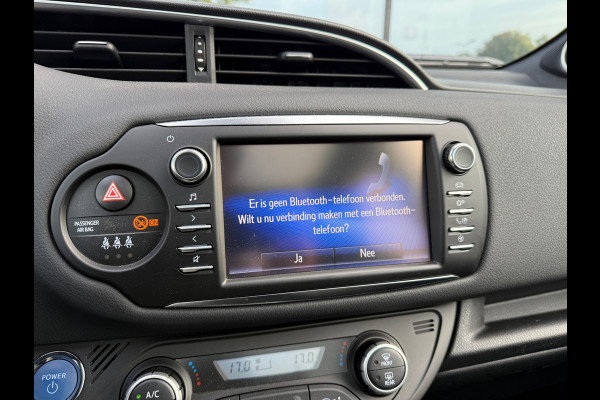 Er is geen Bluetooth-telefoon verbonden.
Wilt u nu verbinding maken met een Bluetooth-
telefoon?
Ja
Nee
PASSENGER
AIR BAG
POWER
A/C
17.0
17.0
FRONT
REAR